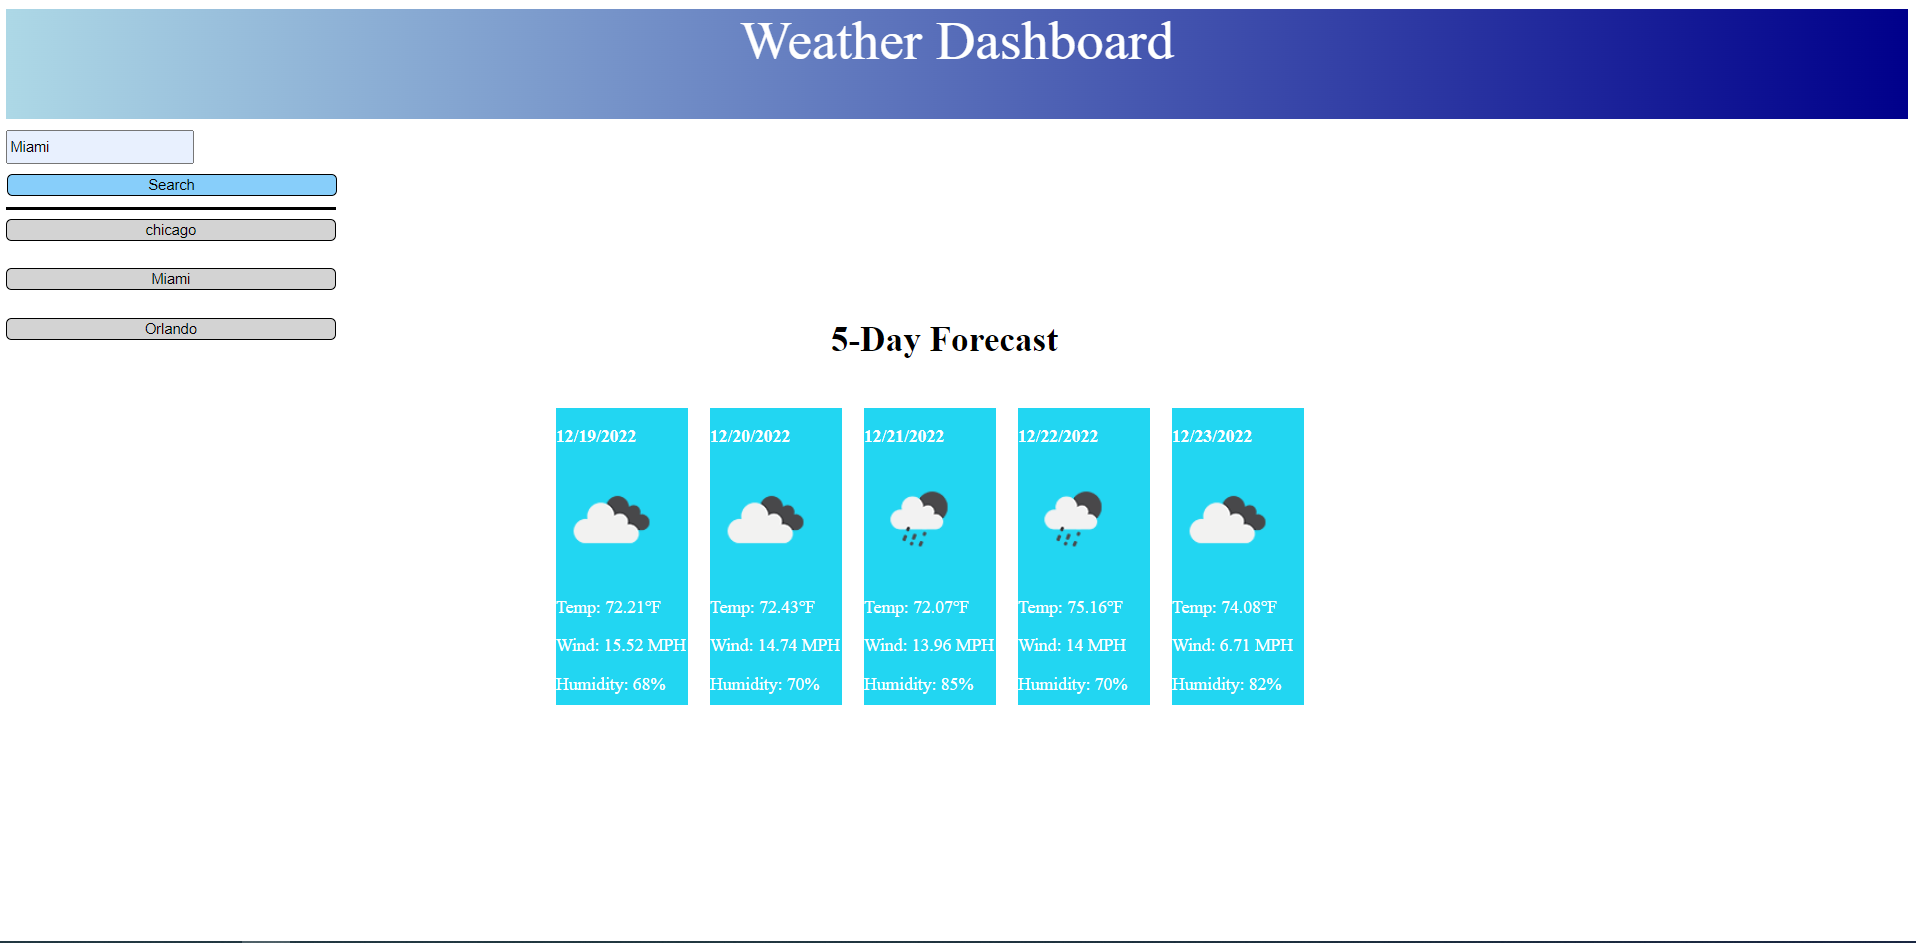 Weather Dashboard
Miami
Search
chicago
Miami
Orlando
5-Day Forecast
12/19/2022
Temp: 72.21°F
Wind: 15.52 MPH
Humidity: 68%
12/20/2022
Temp: 72.43°F
Wind: 14.74 MPH
Humidity: 70%
12/21/2022
Temp: 72.07°F
Wind: 13.96 MPH
Humidity: 85%
12/22/2022
Temp: 75.16°F
Wind: 14 MPH
Humidity: 70%
12/23/2022
Temp: 74.08°F
Wind: 6.71 MPH
Humidity: 82%